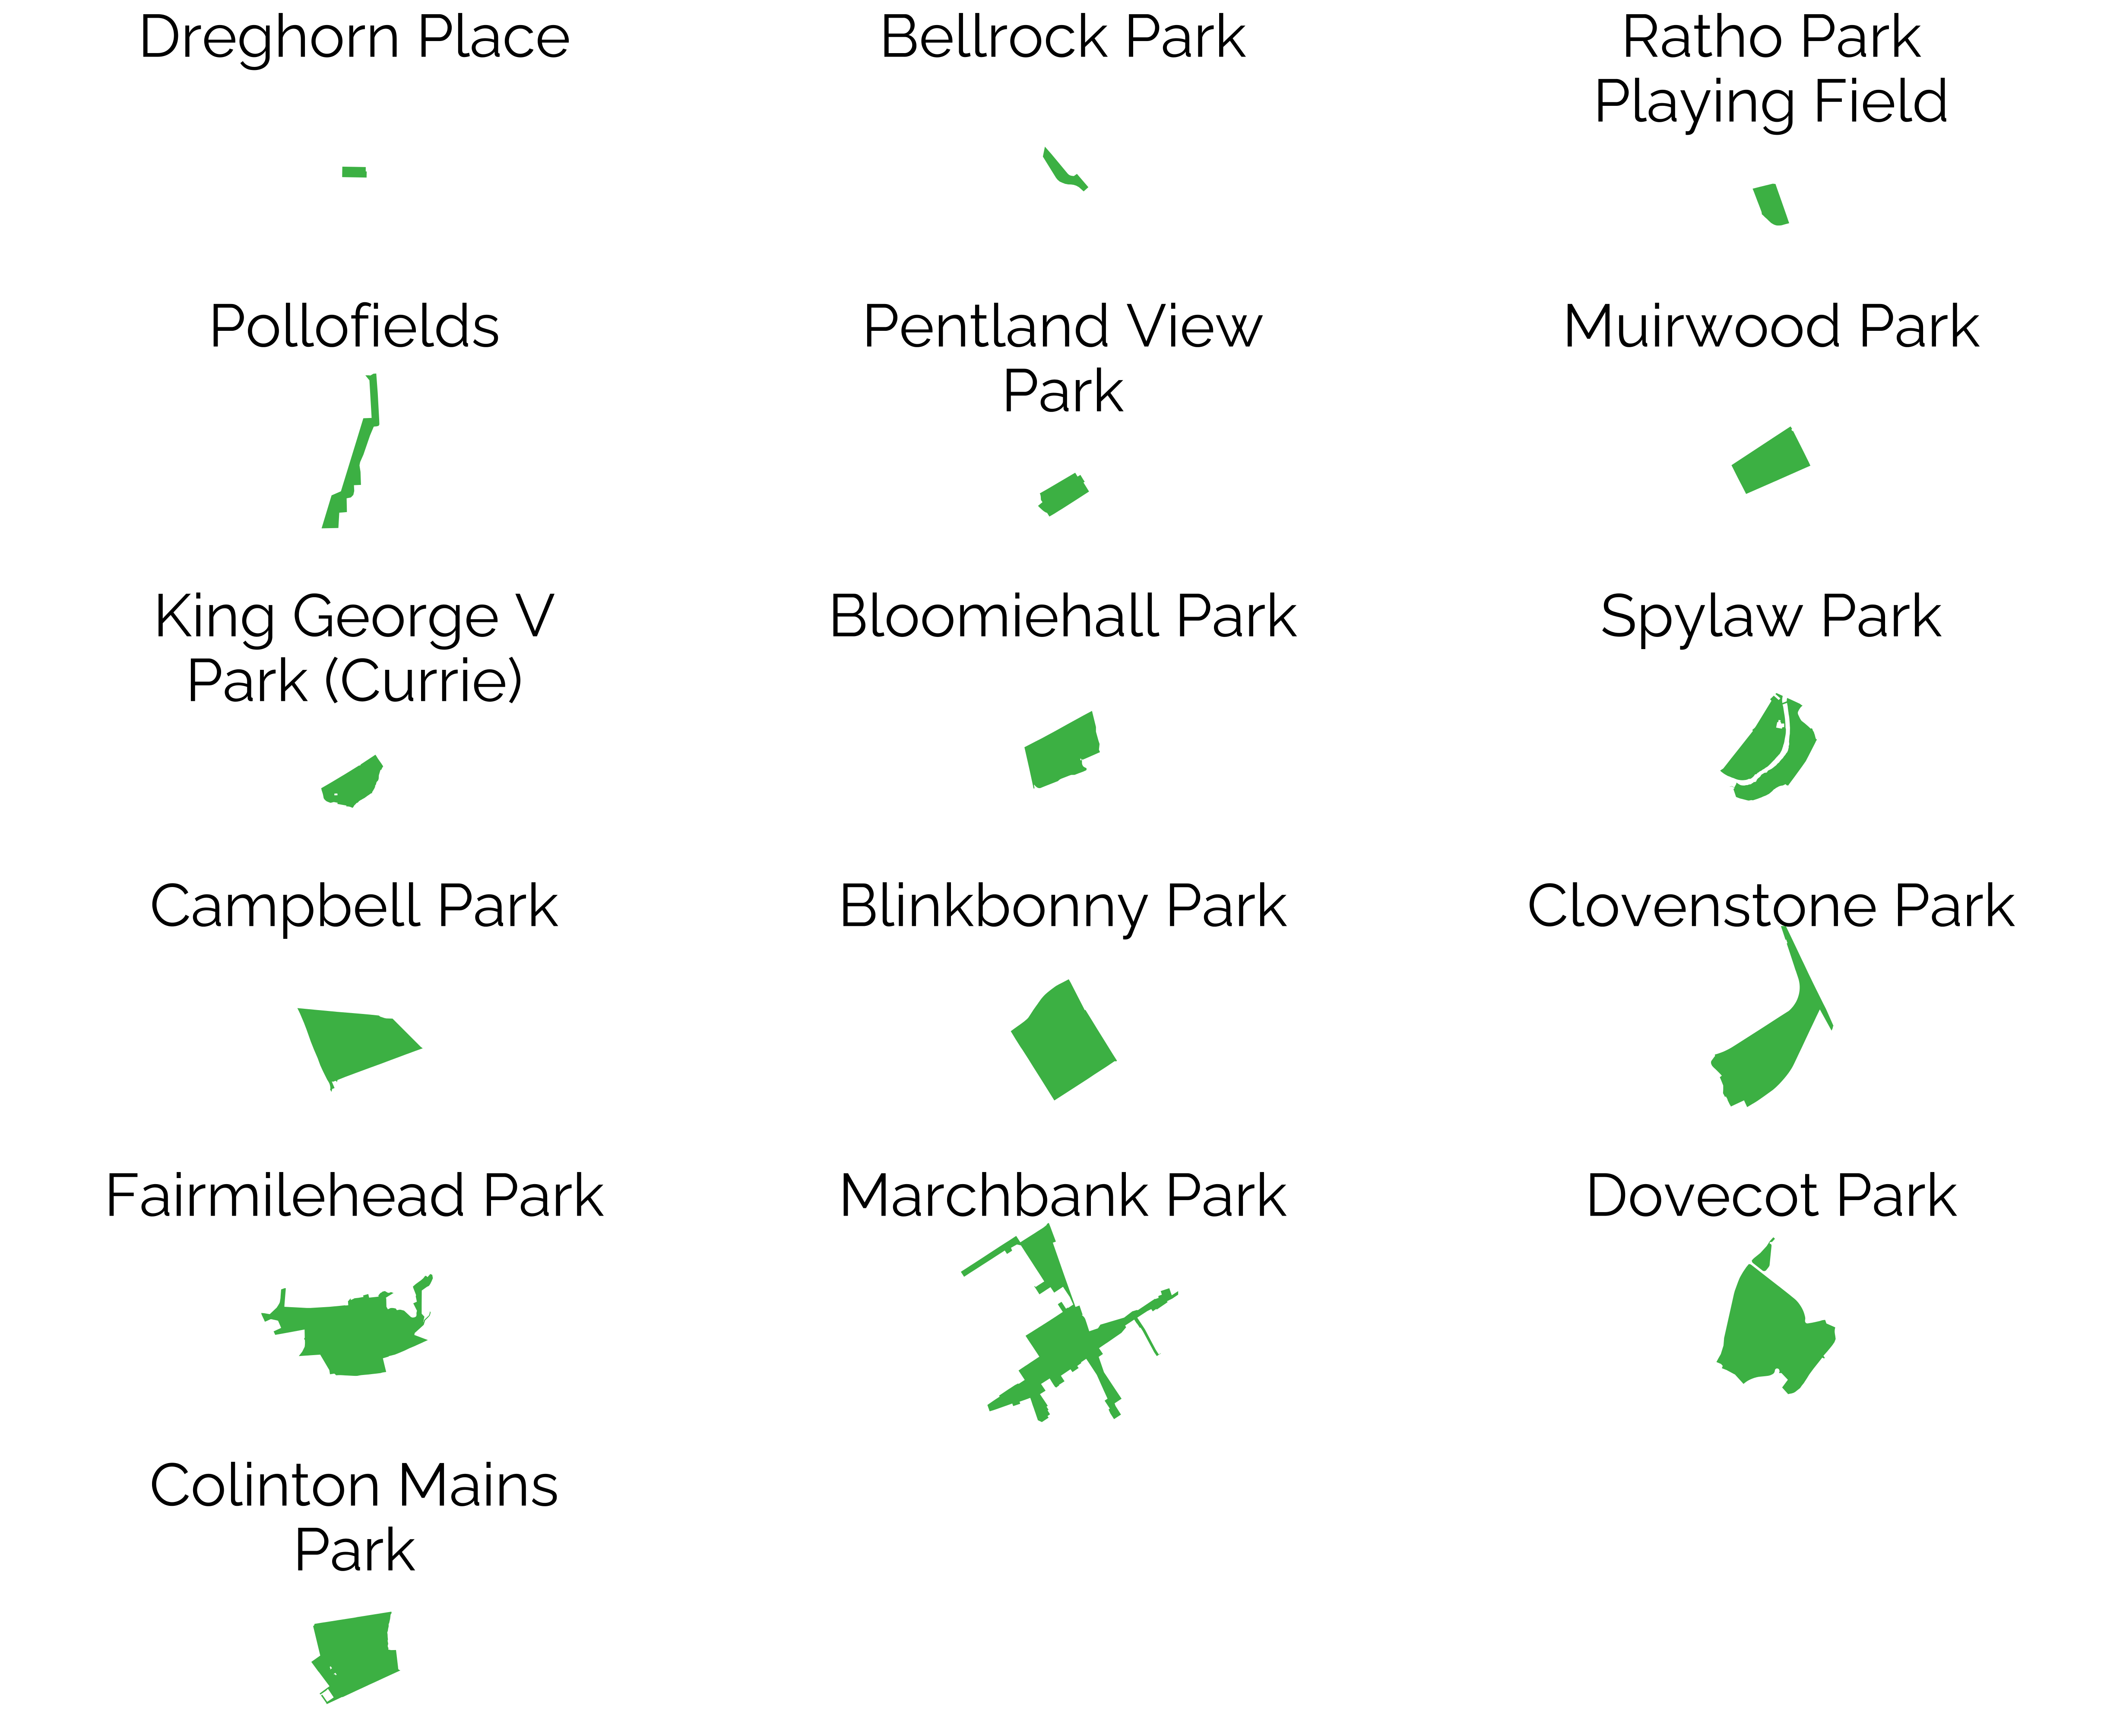 Dreghorn Place
Bellrock Park
Ratho Park
Playing Field
Pollofields
Pentland View
Park
Muirwood Park
King George V
Park (Currie)
Bloomiehall Park
Spylaw Park
Campbell Park
Blinkbonny Park
Clovenstone Park
Fairmilehead Park
Marchbank Park
Dovecot Park
Colinton Mains
Park